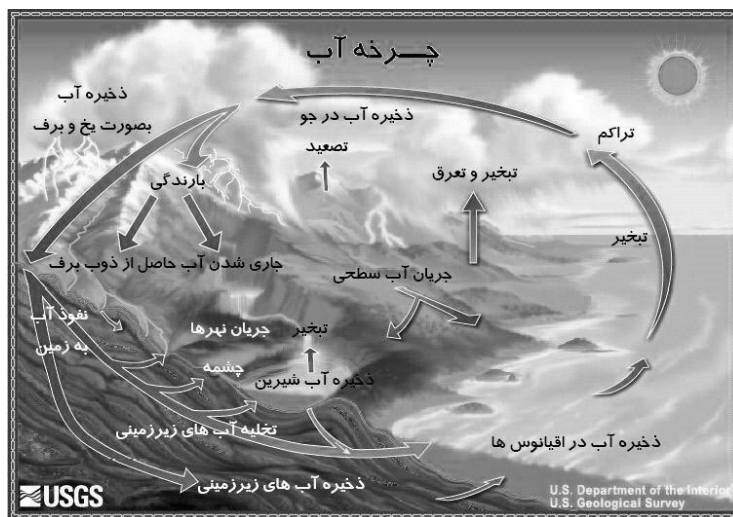 چـــرخه آب
ذخیره آب
بصورت یخ و برف
ذخیره آب در جو
تراکم
تصعید
تبخیر و تعرق
بارندگی
تبخیر
جاری شدن آب حاصل از ذوب برف
جریان آب سطحی
نفوذ آب
به زمین
جریان نهرها
تبخیر
چشمه
ذخیره آب شیرین
تخلیه آب های زیرزمینی
ذخیره آب در اقیانوس ها
ذخیره آب های زیرزمینی
USGS
U.S. Department of the Interior
U.S. Geological Survey